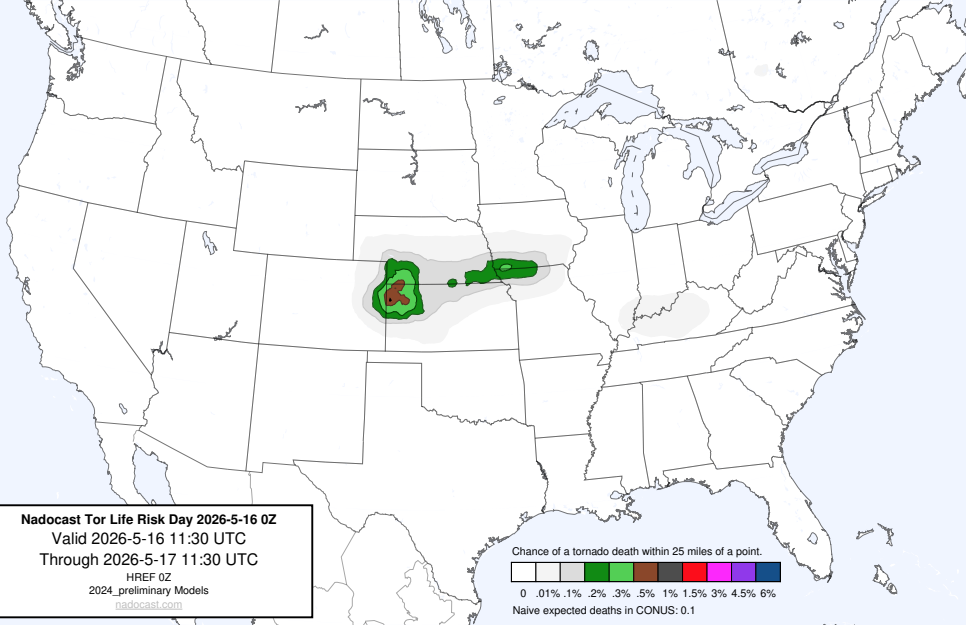 Nadocast Tor Life Risk Day 2026-5-16 0Z
Valid 2026-5-16 11:30 UTC
Through 2026-5-17 11:30 UTC
HREF 0Z
2024_preliminary Models
nadocast.com
Chance of a tornado death within 25 miles of a point.
0 .01% .1% .2% .3% .5% 1% 1.5% 3% 4.5% 6%
Naive expected deaths in CONUS: 0.1